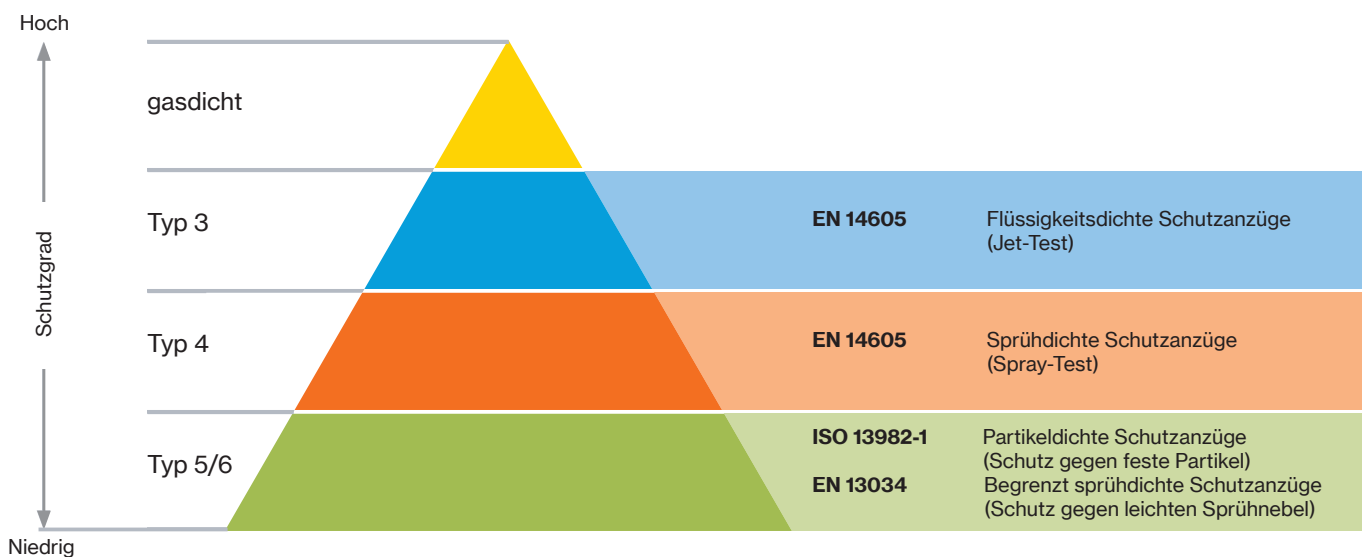 Hoch
gasdicht
Typ 3
EN 14605 Flüssigkeitsdichte Schutzanzüge
(Jet-Test)
Schutzgrad
Typ 4
EN 14605 Sprühdichte Schutzanzüge
(Spray-Test)
Typ 5/6
ISO 13982-1 Partikeldichte Schutzanzüge
(Schutz gegen feste Partikel)
EN 13034 Begrenzt sprühdichte Schutzanzüge
(Schutz gegen leichten Sprühnebel)
Niedrig